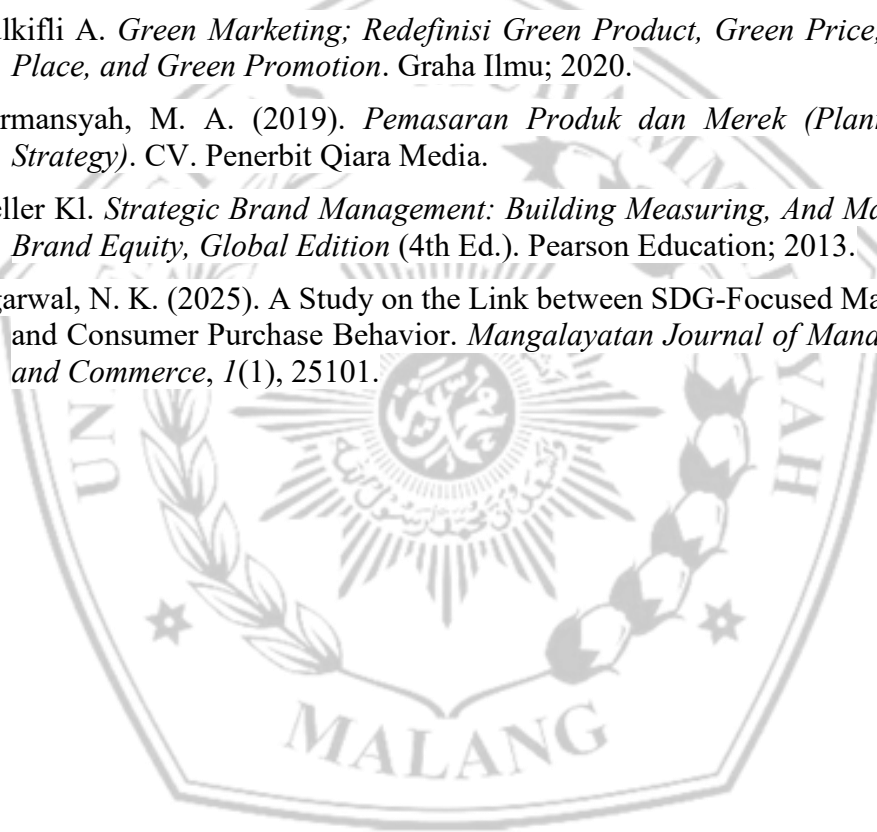 lkifli A. Green Marketing; Redefinisi Green Product, Green Price,
Place, and Green Promotion. Graha Ilmu; 2020.
rmansyah, M. A. (2019). Pemasaran Produk dan Merek (Plan
Strategy). CV. Penerbit Qiara Media.
eller Kl. Strategic Brand Management: Building Measuring, And Ma
Brand Equity, Global Edition (4th Ed.). Pearson Education; 2013.
garwal, N. K. (2025). A Study on the Link between SDG-Focused Ma
and Consumer Purchase Behavior. Mangalayatan Journal of Mana
and Commerce, 1(1), 25101.
MALANG